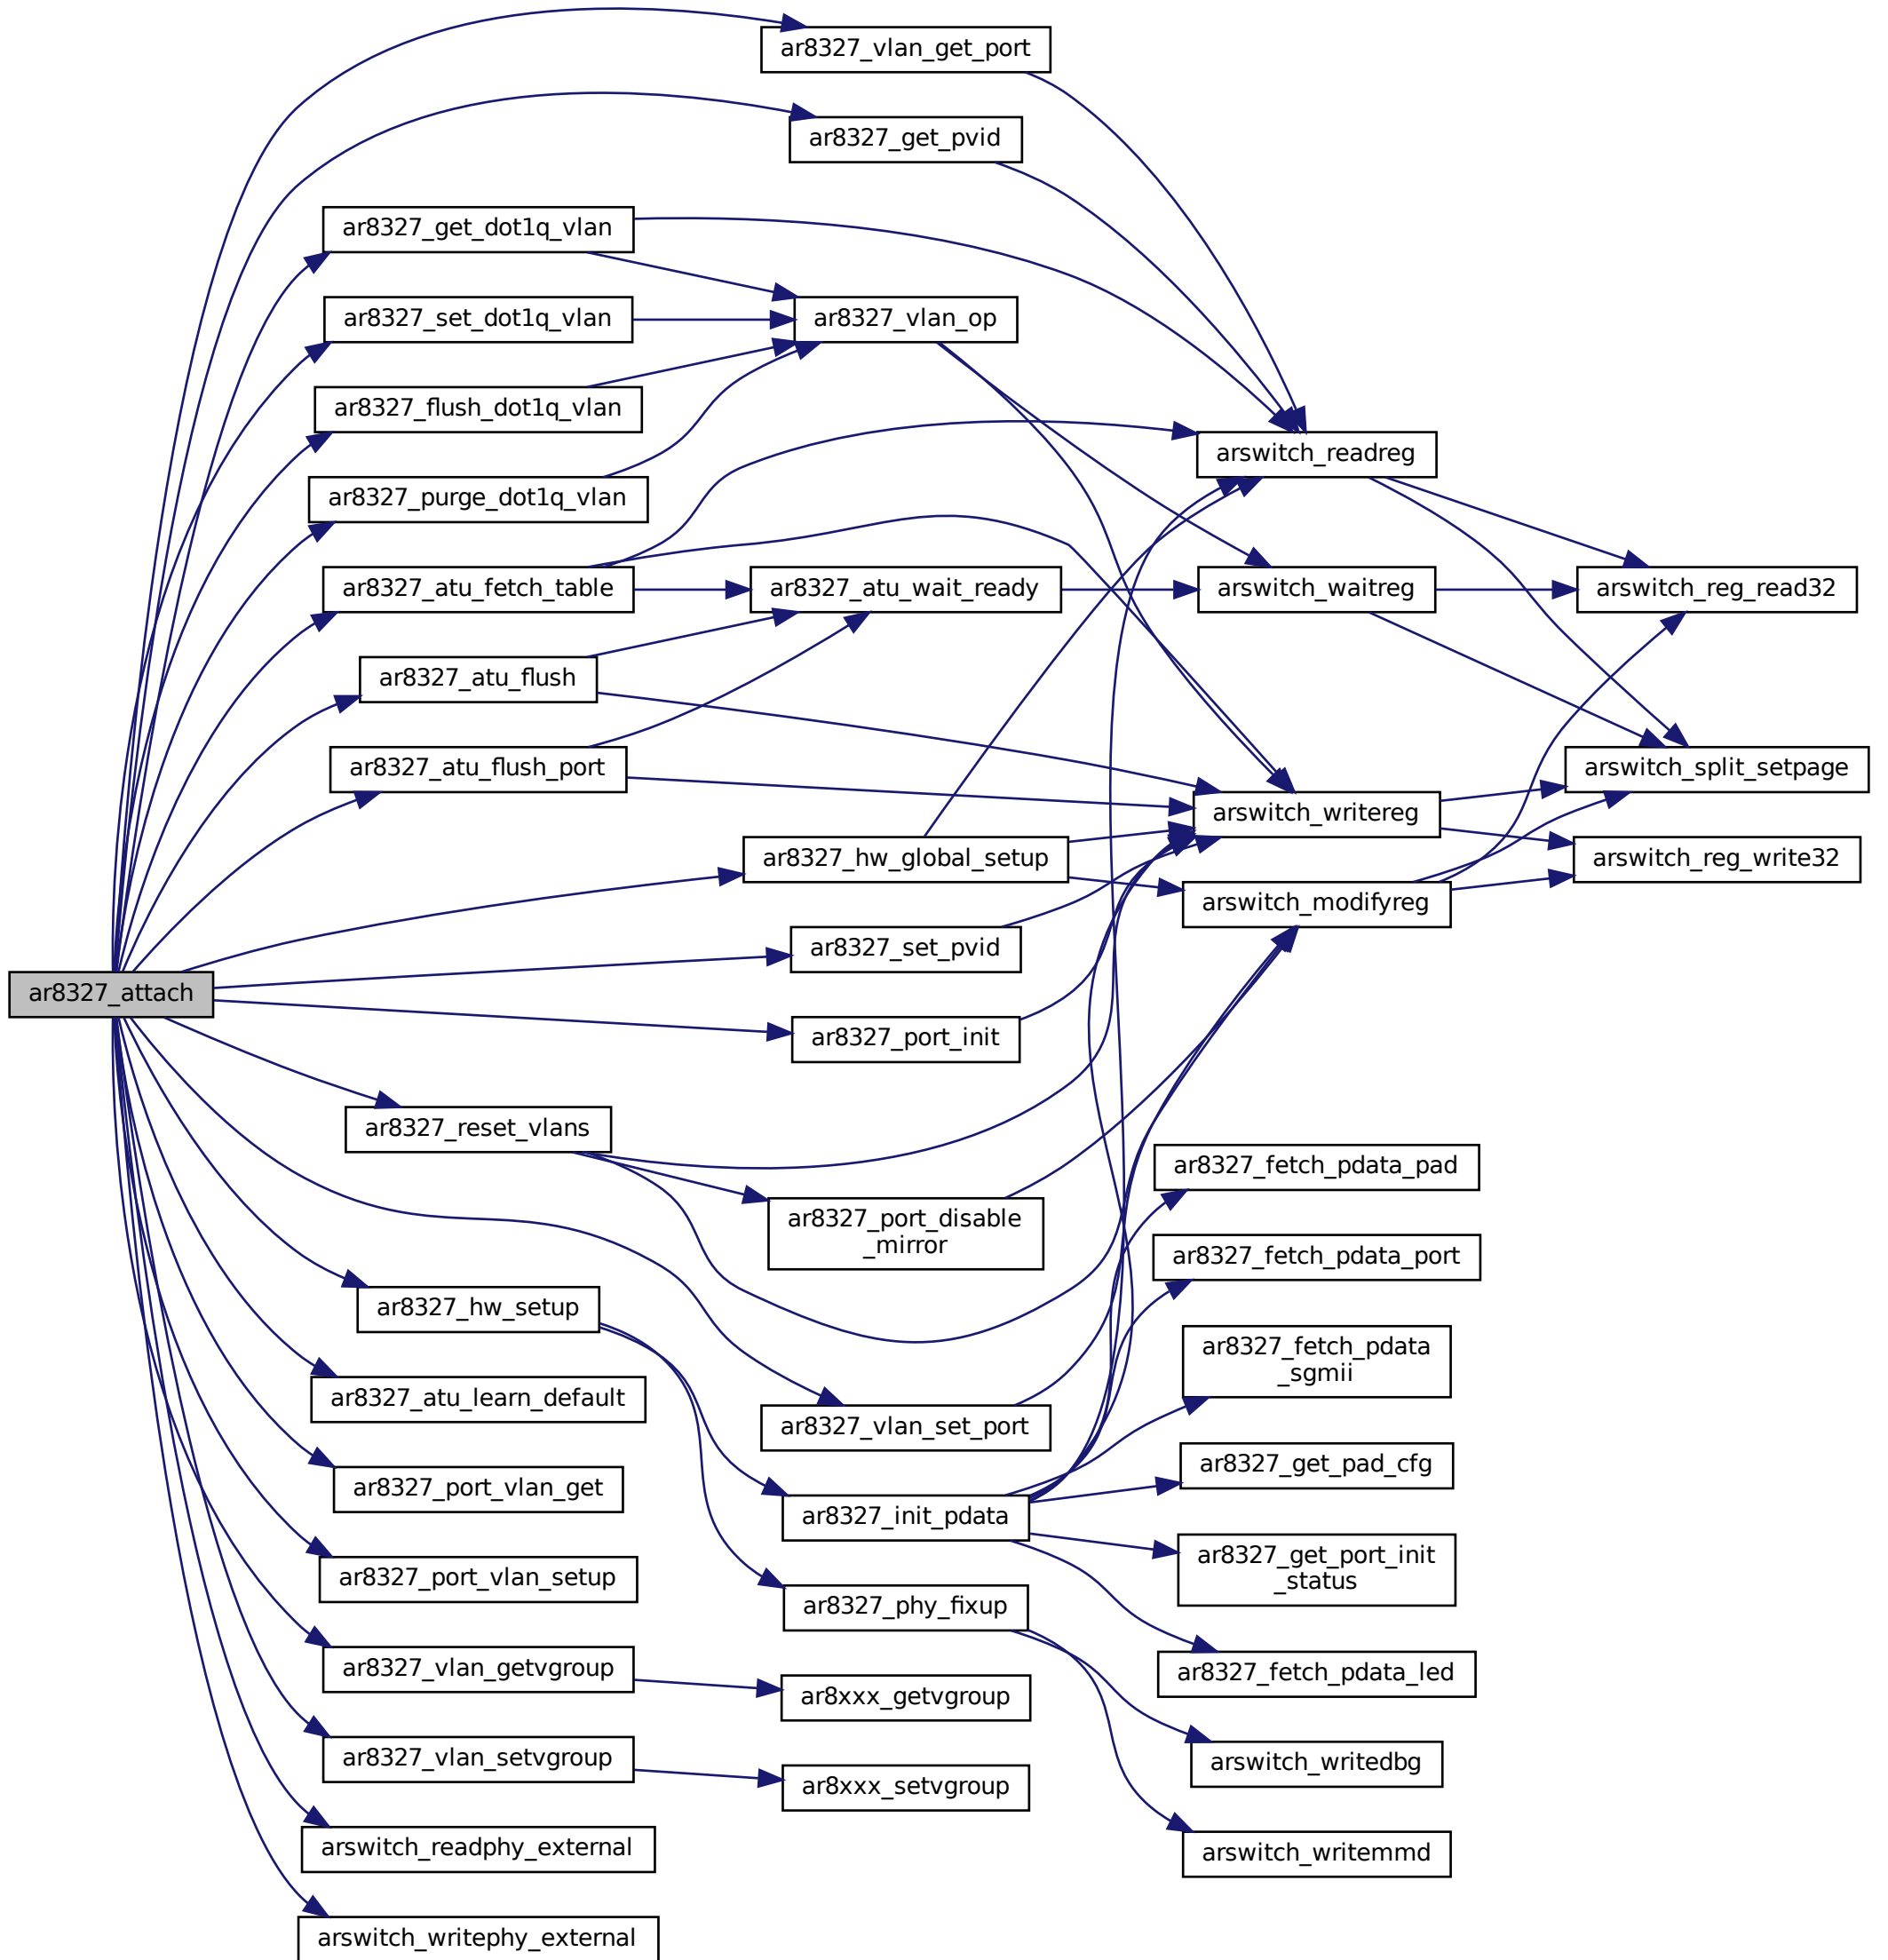 ar8327_vlan_get_port
ar8327_get_pvid
ar8327_get_dot1q_vlan
ar8327_set_dot1q_vlan
ar8327_vlan_op
ar8327_flush_dot1q_vlan
arswitch_readreg
ar8327_purge_dot1q_vlan
ar8327_atu_fetch_table
ar8327_atu_wait_ready
arswitch_waitreg
arswitch_reg_read32
ar8327_atu_flush
ar8327_atu_flush_port
arswitch_split_setpage
arswitch_writereg
ar8327_hw_global_setup
arswitch_reg_write32
arswitch_modifyreg
ar8327_set_pvid
ar8327_attach
ar8327_port_init
ar8327_reset_vlans
ar8327_fetch_pdata_pad
ar8327_port_disable
_mirror
ar8327_fetch_pdata_port
ar8327_hw_setup
ar8327_fetch_pdata
_sgmii
ar8327_atu_learn_default
ar8327_vlan_set_port
ar8327_get_pad_cfg
ar8327_port_vlan_get
ar8327_init_pdata
ar8327_get_port_init
_status
ar8327_port_vlan_setup
ar8327_phy_fixup
ar8327_vlan_getvgroup
ar8327_fetch_pdata_led
ar8xxx_getvgroup
ar8327_vlan_setvgroup
arswitch_writedbg
ar8xxx_setvgroup
arswitch_readphy_external
arswitch_writemmd
arswitch_writephy_external